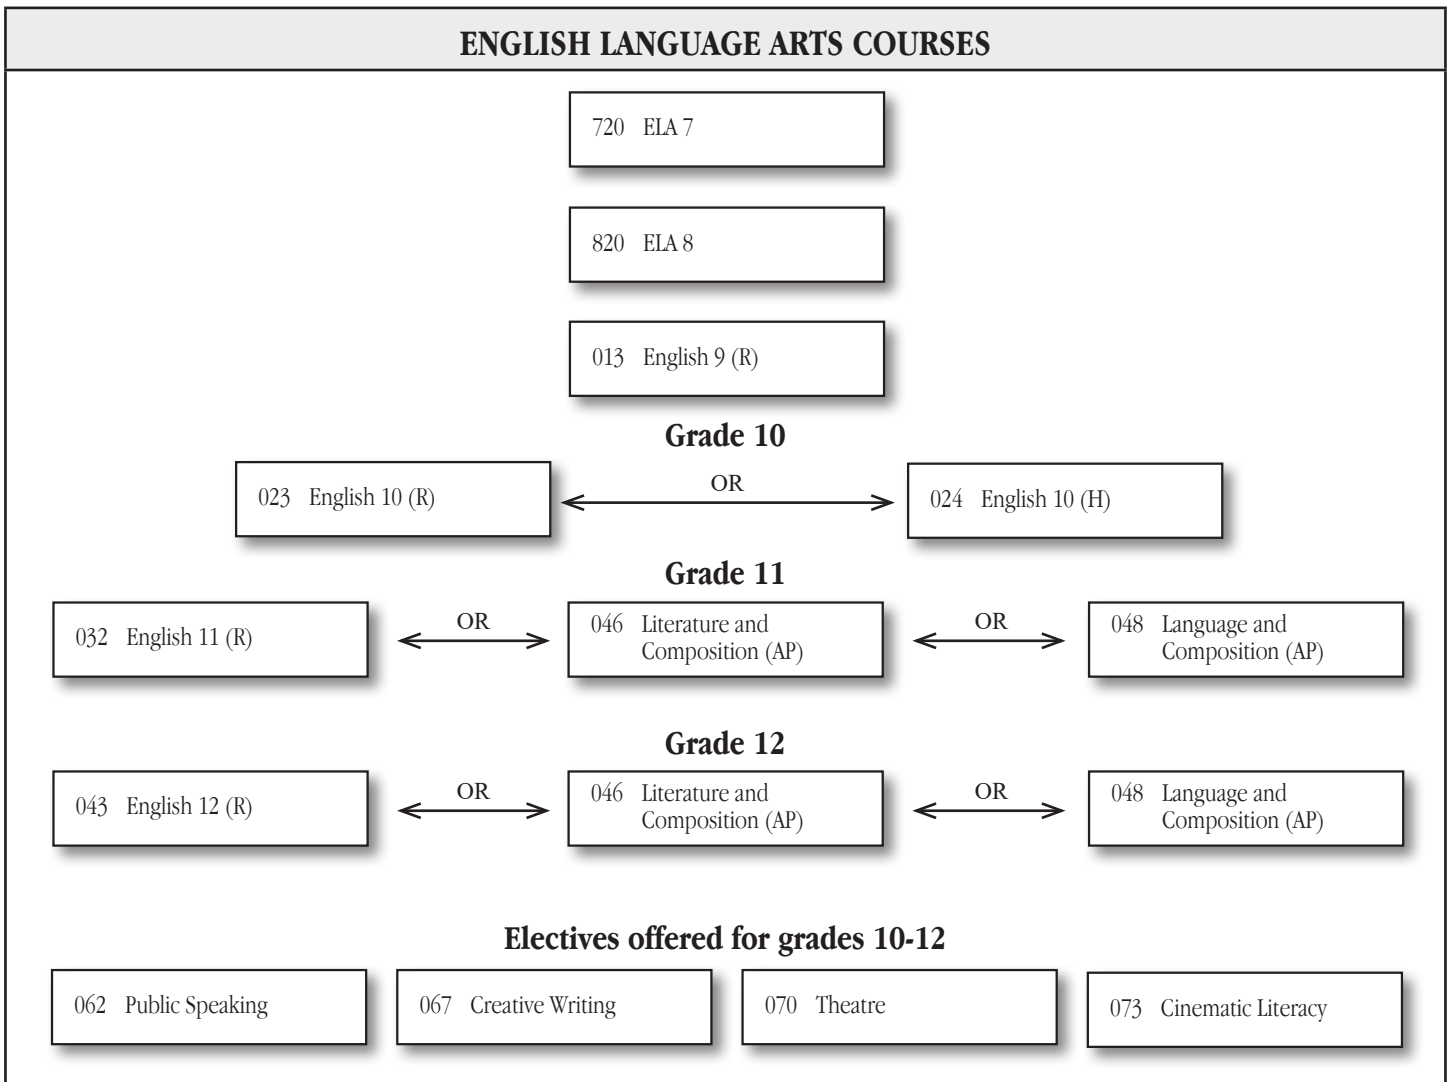 ENGLISH LANGUAGE ARTS COURSES
720 ELA 7
820 ELA 8
013 English 9 (R)
Grade 10
023 English 10 (R)
OR
024 English 10 (H)
Grade 11
032 English 11 (R)
OR
046 Literature and
Composition (AP)
OR
048 Language and
Composition (AP)
Grade 12
043 English 12 (R)
OR
046 Literature and
Composition (AP)
OR
048 Language and
Composition (AP)
Electives offered for grades 10-12
062 Public Speaking
067 Creative Writing
070 Theatre
073 Cinematic Literacy